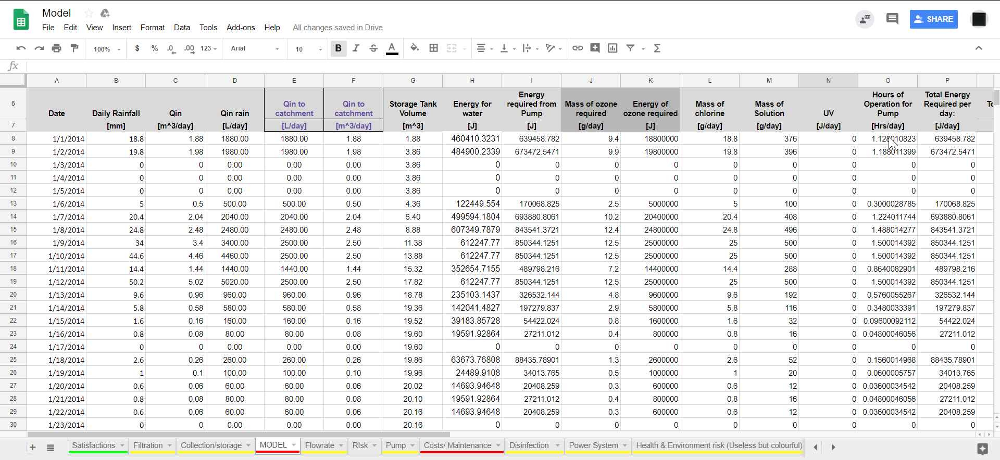 Model
File Edit View Insert Format Data Tools Add-ons Help All changes saved in Drive
SHARE
100% $ % .0 .00 123 Arial 10 B I S A Σ
fx
A B C D E F G H I J K L M N O P
6 Date Daily Rainfall Qin Qin rain Qin to catchment Qin to catchment Storage Tank Volume Energy for water Energy required from Pump Mass of ozone required Energy of ozone required Mass of chlorine Mass of Solution UV Hours of Operation for Pump Total Energy Required per day:
7 [mm] [m^3/day] [L/day] [L/day] [m^3/day] [m^3] [J] [J] [g/day] [J] [g/day] [g/day] [J/day] [Hrs/day] [J/day]
8 1/1/2014 18.8 1.88 1880.00 1880.00 1.88 1.88 460410.3231 639458.782 9.4 18800000 18.8 376 0 1.128010823 639458.782
9 1/2/2014 19.8 1.98 1980.00 1980.00 1.98 3.86 484900.2339 673472.5471 9.9 19800000 19.8 396 0 1.188011399 673472.5471
10 1/3/2014 0 0 0.00 0.00 0.00 3.86 0 0 0 0 0 0 0 0 0
11 1/4/2014 0 0 0.00 0.00 0.00 3.86 0 0 0 0 0 0 0 0 0
12 1/5/2014 0 0 0.00 0.00 0.00 3.86 0 0 0 0 0 0 0 0 0
13 1/6/2014 5 0.5 500.00 500.00 0.50 4.36 122449.554 170068.825 2.5 5000000 5 100 0 0.3000028785 170068.825
14 1/7/2014 20.4 2.04 2040.00 2040.00 2.04 6.40 499594.1804 693880.8061 10.2 20400000 20.4 408 0 1.224011744 693880.8061
15 1/8/2014 24.8 2.48 2480.00 2480.00 2.48 8.88 607349.7879 843541.3721 12.4 24800000 24.8 496 0 1.488014277 843541.3721
16 1/9/2014 34 3.4 3400.00 2500.00 2.50 11.38 612247.77 850344.1251 12.5 25000000 25 500 0 1.500014392 850344.1251
17 1/10/2014 44.6 4.46 4460.00 2500.00 2.50 13.88 612247.77 850344.1251 12.5 25000000 25 500 0 1.500014392 850344.1251
18 1/11/2014 14.4 1.44 1440.00 1440.00 1.44 15.32 352654.7155 489798.216 7.2 14400000 14.4 288 0 0.8640082901 489798.216
19 1/12/2014 50.2 5.02 5020.00 2500.00 2.50 17.82 612247.77 850344.1251 12.5 25000000 25 500 0 1.500014392 850344.1251
20 1/13/2014 9.6 0.96 960.00 960.00 0.96 18.78 235103.1437 326532.144 4.8 9600000 9.6 192 0 0.5760055267 326532.144
21 1/14/2014 5.8 0.58 580.00 580.00 0.58 19.36 142041.4827 197279.837 2.9 5800000 5.8 116 0 0.3480033391 197279.837
22 1/15/2014 1.6 0.16 160.00 160.00 0.16 19.52 39183.85728 54422.024 0.8 1600000 1.6 32 0 0.09600092112 54422.024
23 1/16/2014 0.8 0.08 80.00 80.00 0.08 19.60 19591.92864 27211.012 0.4 800000 0.8 16 0 0.04800046056 27211.012
24 1/17/2014 0 0 0.00 0.00 0.00 19.60 0 0 0 0 0 0 0 0 0
25 1/18/2014 2.6 0.26 260.00 260.00 0.26 19.86 63673.76808 88435.78901 1.3 2600000 2.6 52 0 0.1560014968 88435.78901
26 1/19/2014 1 0.1 100.00 100.00 0.10 19.96 24489.9108 34013.765 0.5 1000000 1 20 0 0.0600005757 34013.765
27 1/20/2014 0.6 0.06 60.00 60.00 0.06 20.02 14693.94648 20408.259 0.3 600000 0.6 12 0 0.03600034542 20408.259
28 1/21/2014 0.8 0.08 80.00 80.00 0.08 20.10 19591.92864 27211.012 0.4 800000 0.8 16 0 0.04800046056 27211.012
29 1/22/2014 0.6 0.06 60.00 60.00 0.06 20.16 14693.94648 20408.259 0.3 600000 0.6 12 0 0.03600034542 20408.259
30 1/23/2014 0 0 0.00 0.00 0.00 20.16 0 0 0 0 0 0 0 0 0
Satisfactions Filtration Collection/storage MODEL Flowrate RIsk Pump Costs/ Maintenance Disinfection Power System Health & Environment risk (Useless but colourful)